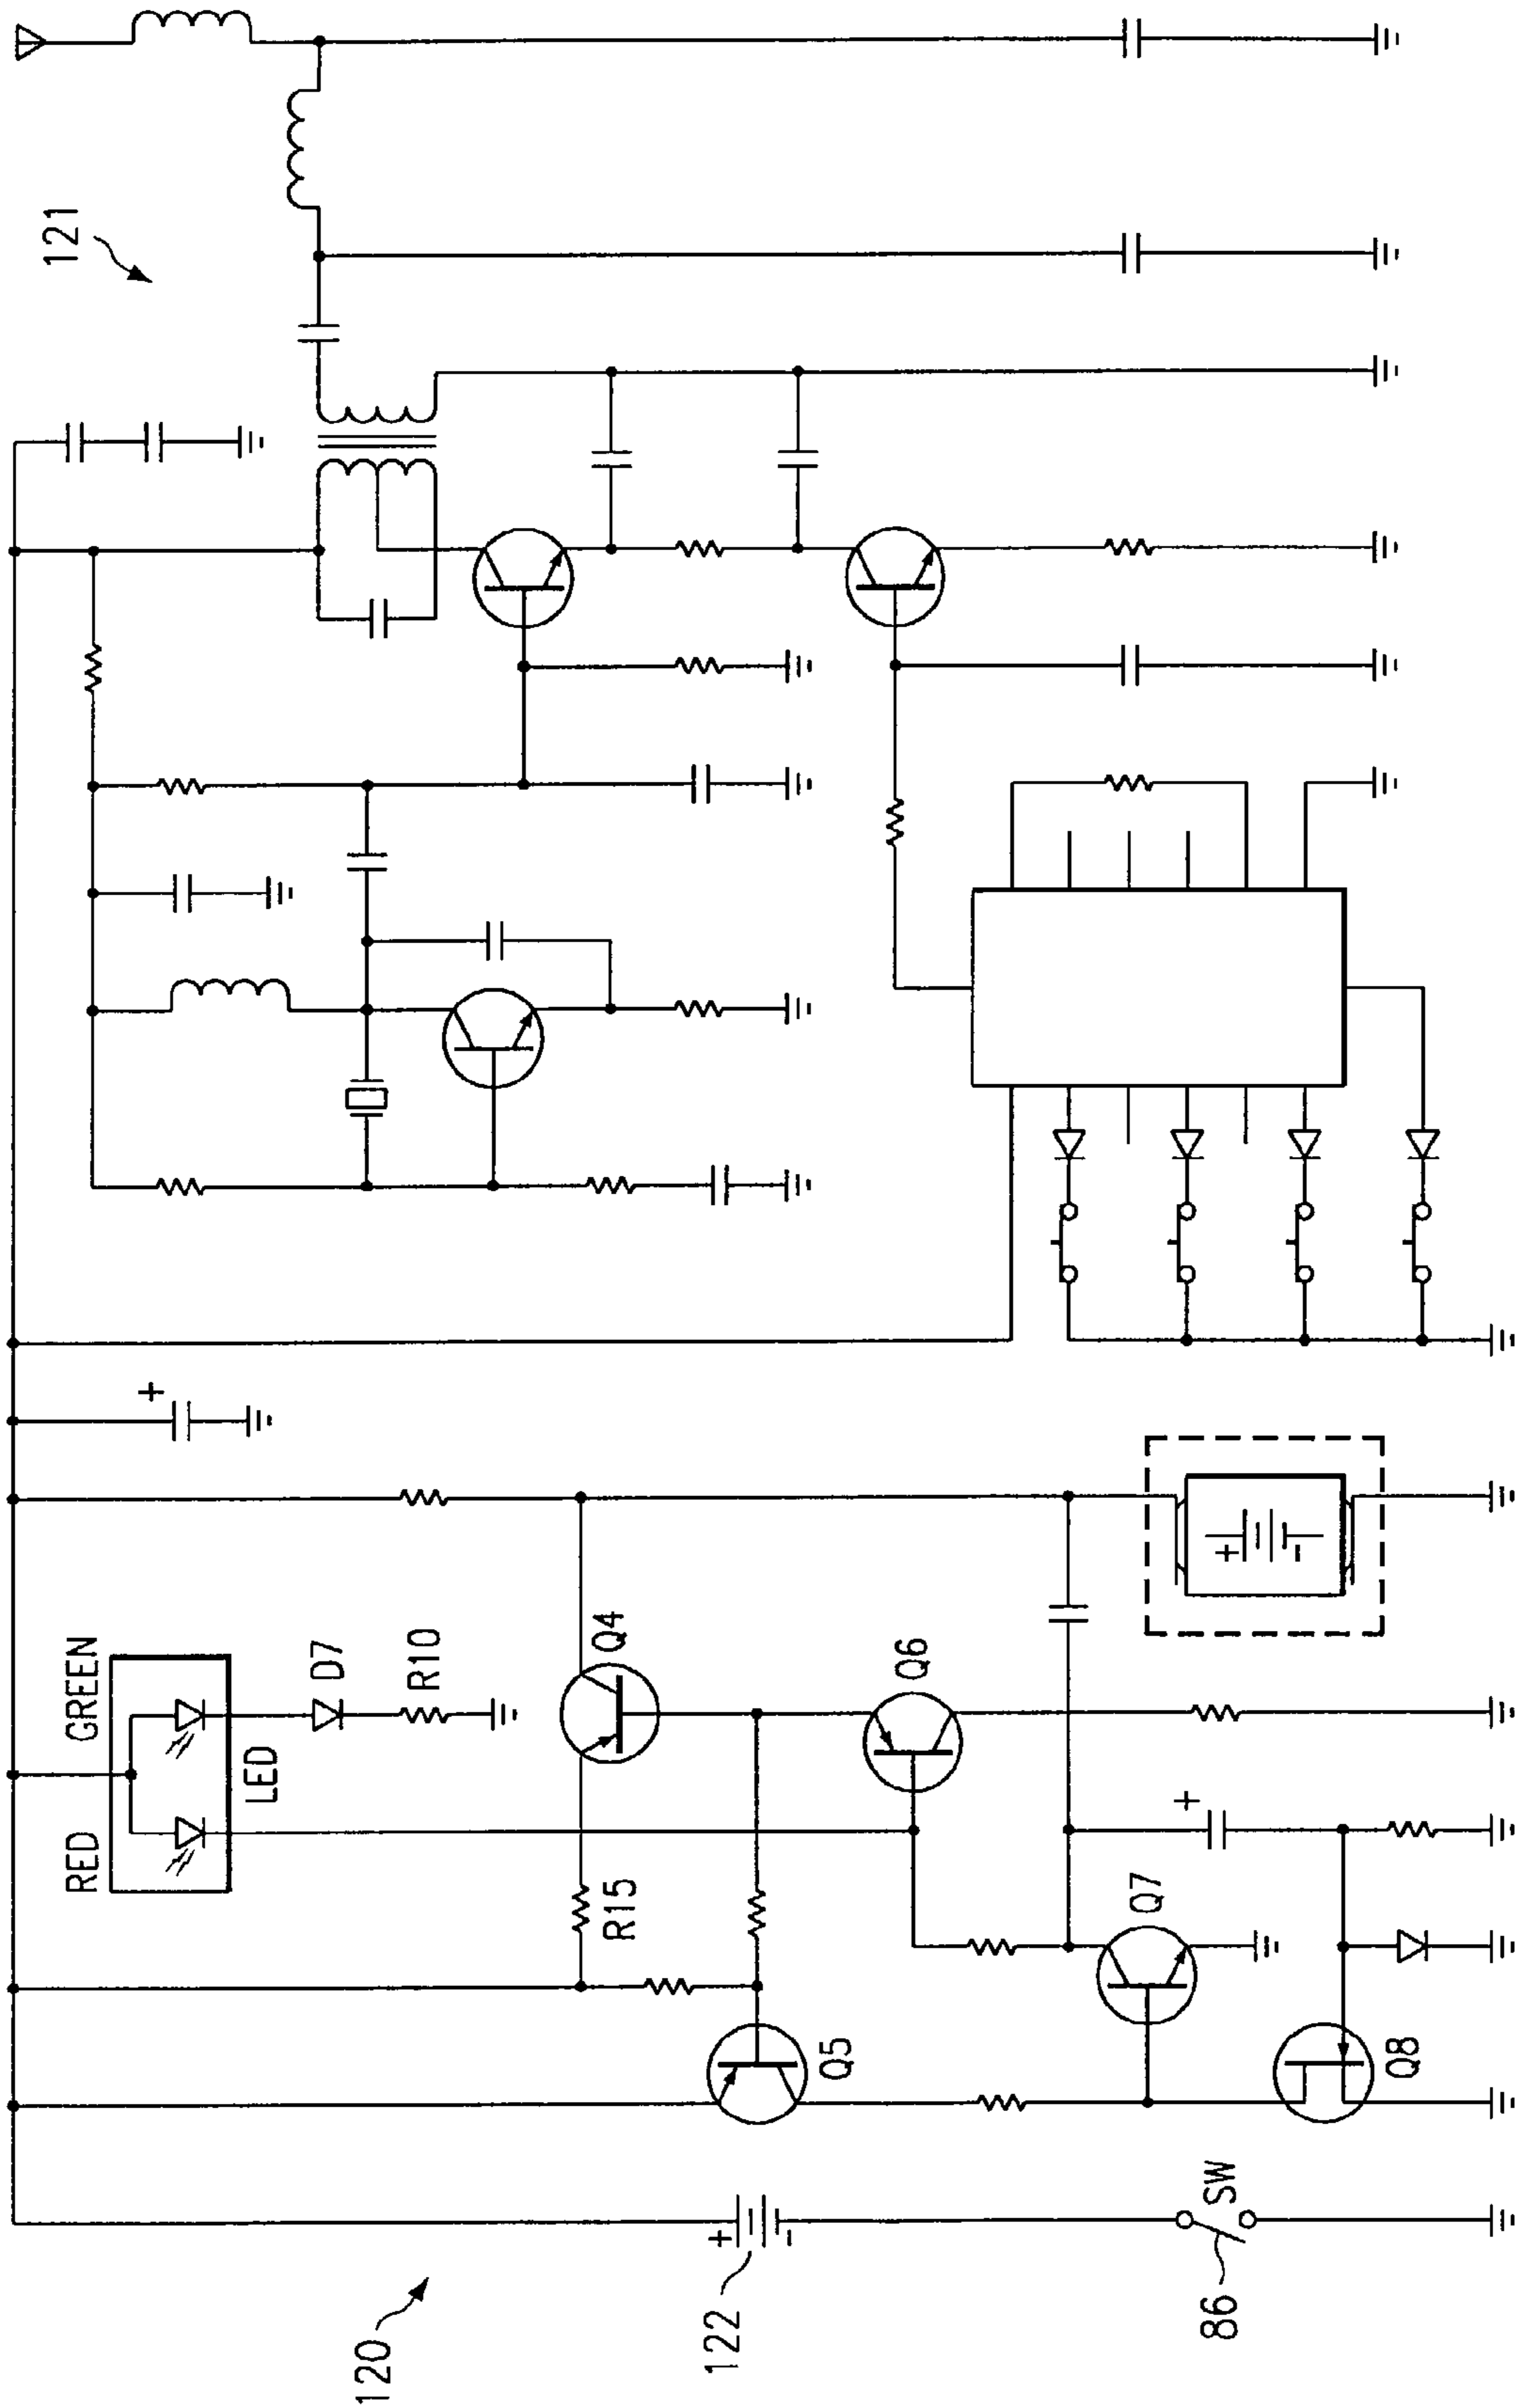 120
121
122
86
SW
RED
GREEN
LED
D7
R10
R15
Q4
Q5
Q6
Q7
Q8
+
-
+
-
+
+